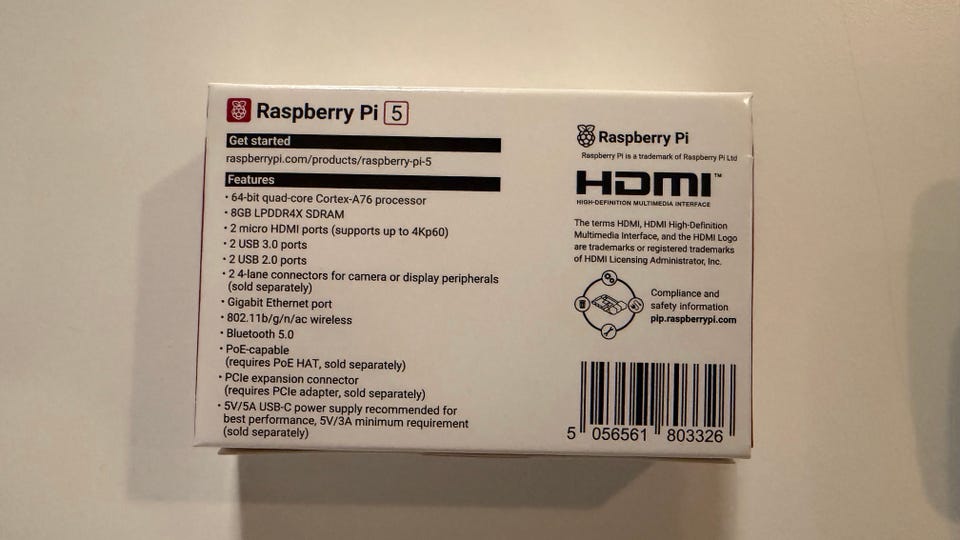 Raspberry Pi 5
Get started
raspberrypi.com/products/raspberry-pi-5
Features
• 64-bit quad-core Cortex-A76 processor
• 8GB LPDDR4X SDRAM
• 2 micro HDMI ports (supports up to 4Kp60)
• 2 USB 3.0 ports
• 2 USB 2.0 ports
• 2 4-lane connectors for camera or display peripherals
(sold separately)
• Gigabit Ethernet port
• 802.11b/g/n/ac wireless
• Bluetooth 5.0
• PoE-capable
(requires PoE HAT, sold separately)
• PCIe expansion connector
(requires PCIe adapter, sold separately)
• 5V/5A USB-C power supply recommended for
best performance, 5V/3A minimum requirement
(sold separately)
Raspberry Pi
Raspberry Pi is a trademark of Raspberry Pi Ltd
HDMI™
HIGH-DEFINITION MULTIMEDIA INTERFACE
The terms HDMI, HDMI High-Definition
Multimedia Interface, and the HDMI Logo
are trademarks or registered trademarks
of HDMI Licensing Administrator, Inc.
Compliance and
safety information
pip.raspberrypi.com
5 056561 803326